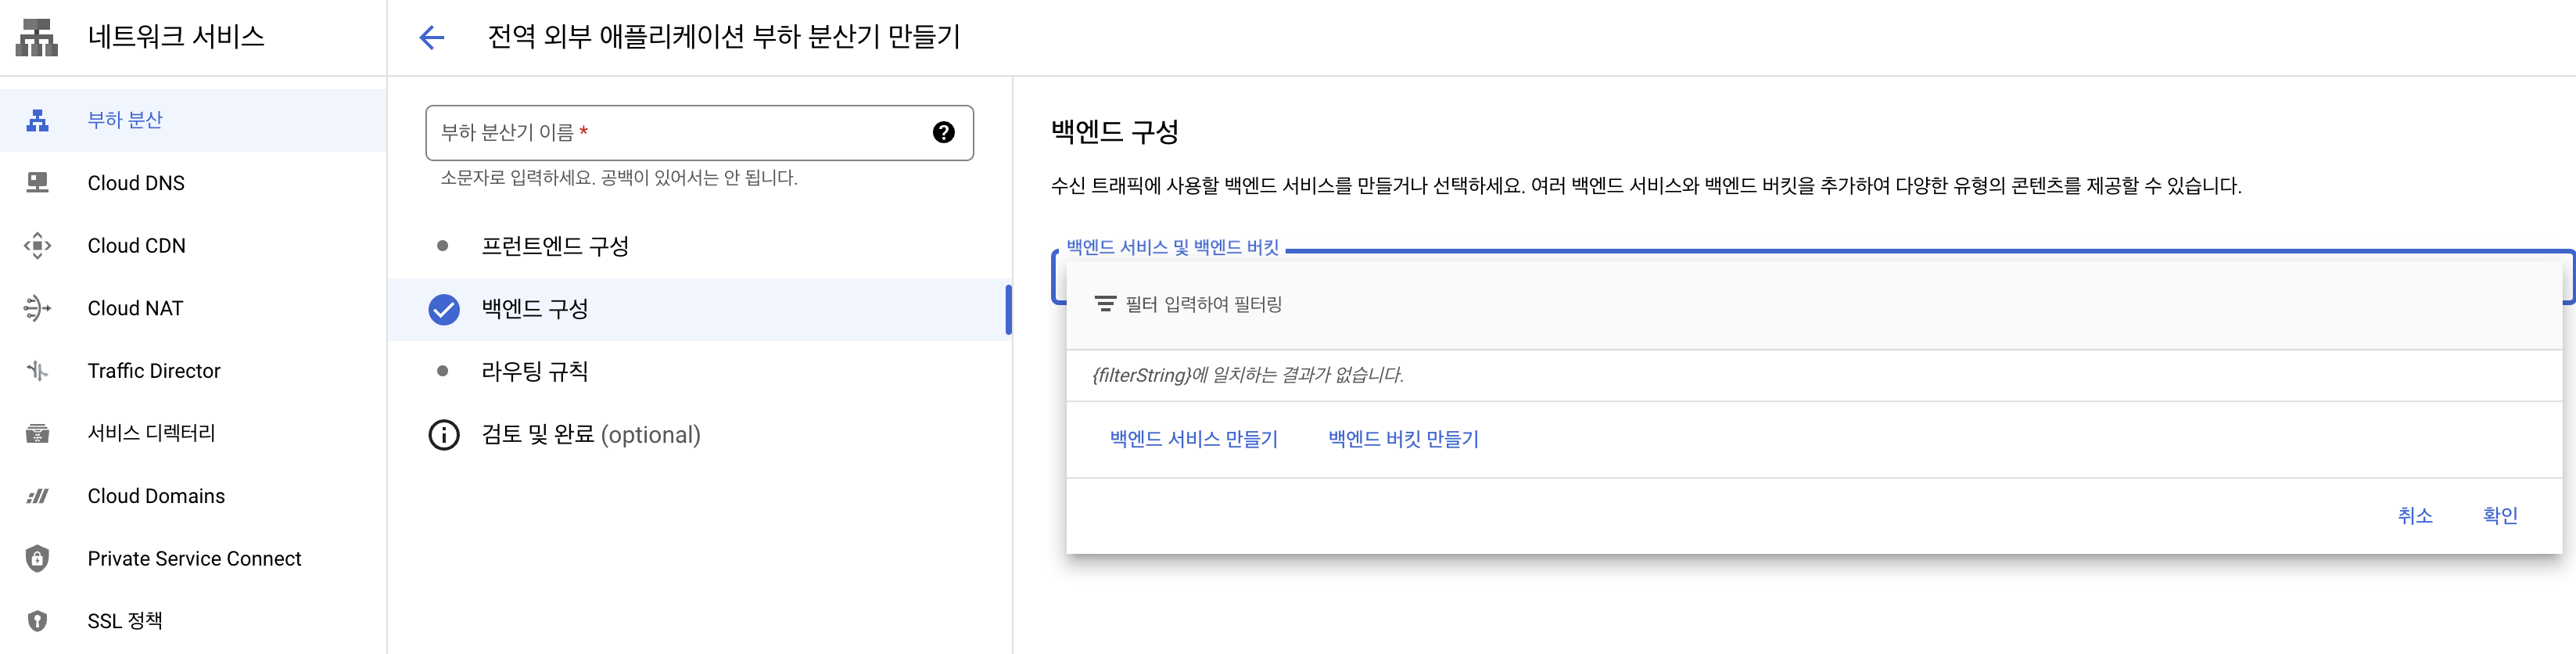 네트워크 서비스
전역 외부 애플리케이션 부하 분산기 만들기
부하 분산
Cloud DNS
Cloud CDN
Cloud NAT
Traffic Director
서비스 디렉터리
Cloud Domains
Private Service Connect
SSL 정책
부하 분산기 이름 *
소문자로 입력하세요. 공백이 있어서는 안 됩니다.
프런트엔드 구성
백엔드 구성
라우팅 규칙
검토 및 완료 (optional)
백엔드 구성
수신 트래픽에 사용할 백엔드 서비스를 만들거나 선택하세요. 여러 백엔드 서비스와 백엔드 버킷을 추가하여 다양한 유형의 콘텐츠를 제공할 수 있습니다.
백엔드 서비스 및 백엔드 버킷
필터 입력하여 필터링
{filterString}에 일치하는 결과가 없습니다.
백엔드 서비스 만들기 백엔드 버킷 만들기
취소 확인